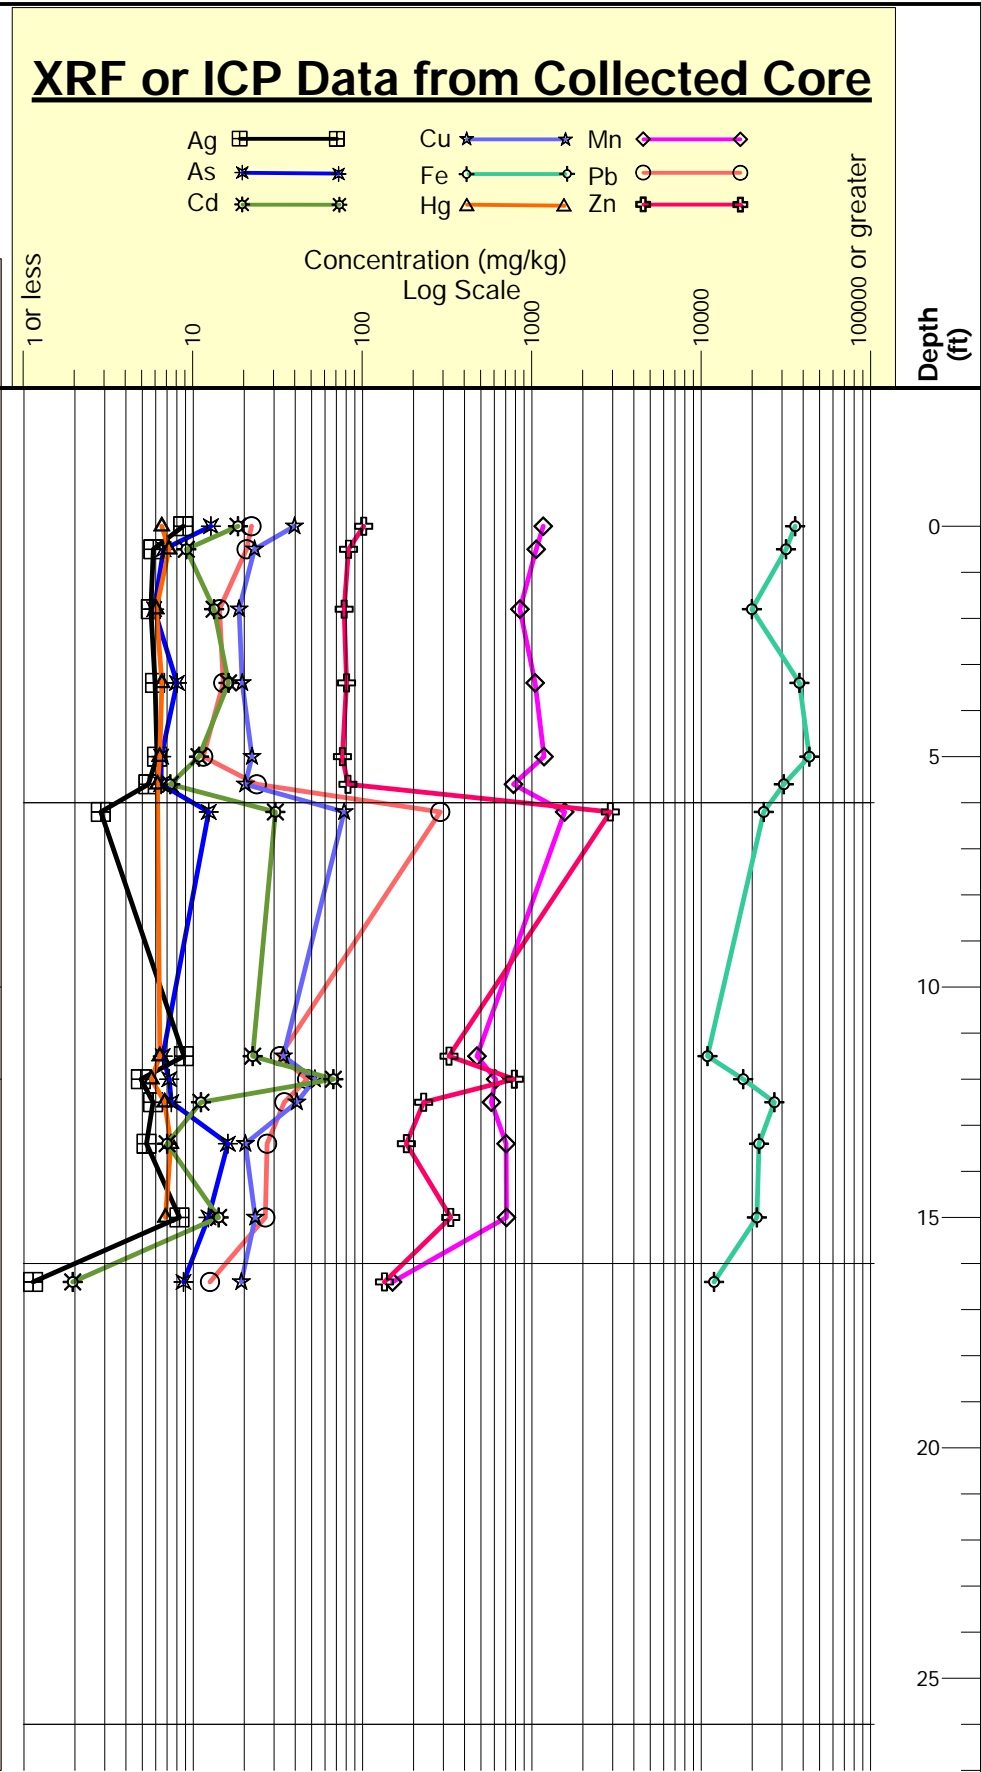 XRF or ICP Data from Collected Core
Ag Cu Mn
As Fe Pb
Cd Hg Zn
Concentration (mg/kg)
Log Scale
1 or less
10
100
1000
10000
100000 or greater
Depth
(ft)
0
5
10
15
20
25